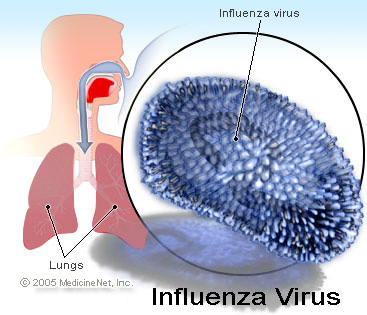 Influenza virus
Lungs
© 2005 MedicineNet, Inc.
Influenza Virus